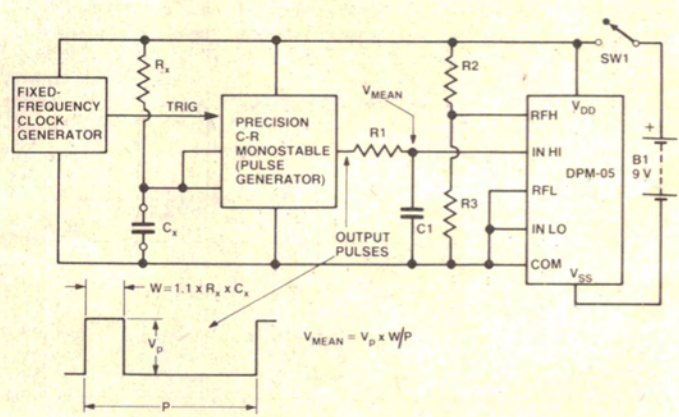 FIXED-
FREQUENCY
CLOCK
GENERATOR
TRIG
Rx
Cx
PRECISION
C-R
MONOSTABLE
(PULSE
GENERATOR)
VMEAN
R1
C1
OUTPUT
PULSES
R2
R3
RFH
IN HI
RFL
IN LO
COM
VDD
DPM-05
VSS
SW1
+
B1
9 V
W=1.1 x Rx x Cx
Vp
P
VMEAN = Vp x W/P